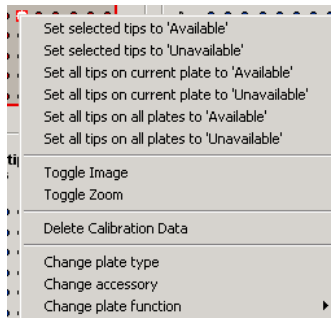 Set selected tips to 'Available'
Set selected tips to 'Unavailable'
Set all tips on current plate to 'Available'
Set all tips on current plate to 'Unavailable'
Set all tips on all plates to 'Available'
Set all tips on all plates to 'Unavailable'
Toggle Image
Toggle Zoom
Delete Calibration Data
Change plate type
Change accessory
Change plate function